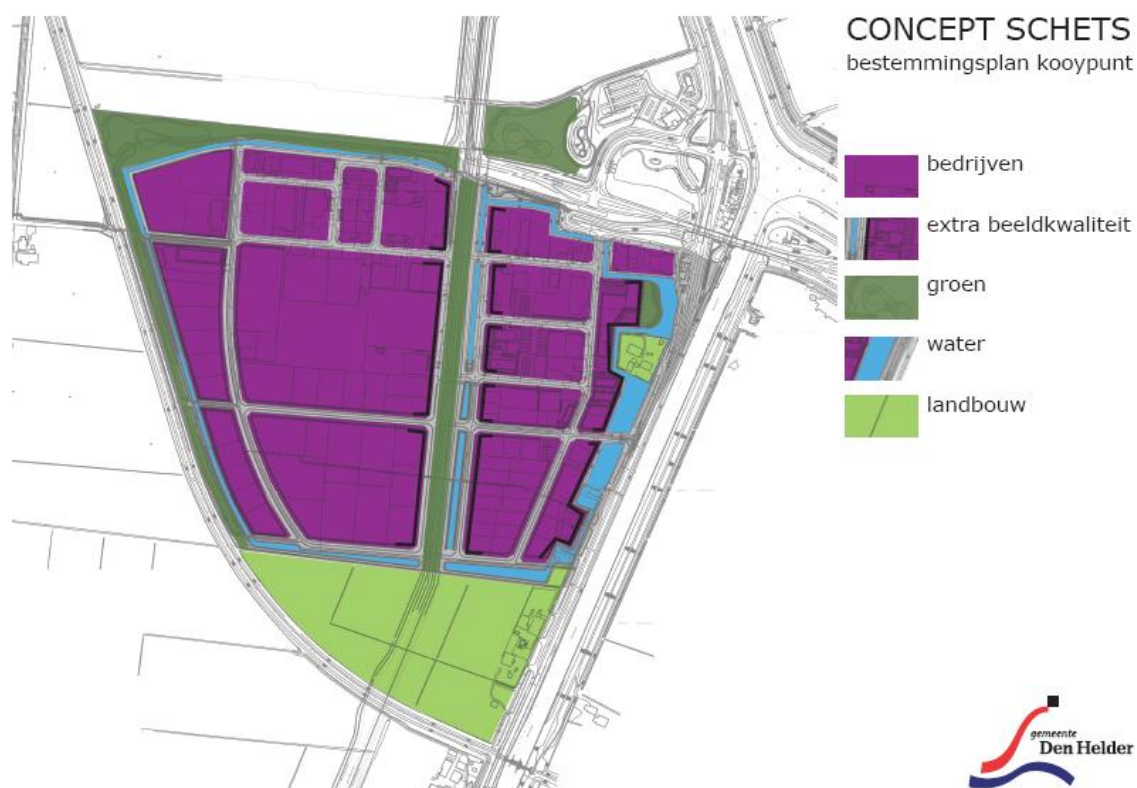 CONCEPT SCHETS
bestemmingsplan kooypunt
bedrijven
extra beeldkwaliteit
groen
water
landbouw
gemeente
Den Helder